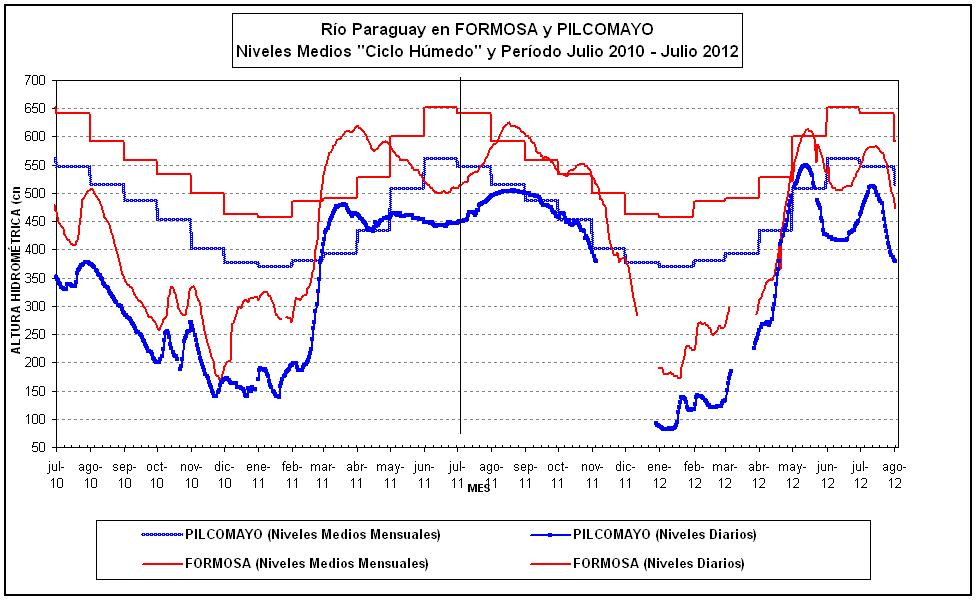 Río Paraguay en FORMOSA y PILCOMAYO
Niveles Medios "Ciclo Húmedo" y Período Julio 2010 - Julio 2012
ALTURA HIDROMÉTRICA (cn
700
650
600
550
500
450
400
350
300
250
200
150
100
50
jul- ago- sep- oct- nov- dic- ene- feb- mar- abr- may- jun- jul- ago- sep- oct- nov- dic- ene- feb- mar- abr- may- jun- jul- ago-
10 10 10 10 10 10 11 11 11 11 11 11 11 11 11 11 11 11 12 12 12 12 12 12 12 12
MES
PILCOMAYO (Niveles Medios Mensuales) PILCOMAYO (Niveles Diarios)
FORMOSA (Niveles Medios Mensuales) FORMOSA (Niveles Diarios)